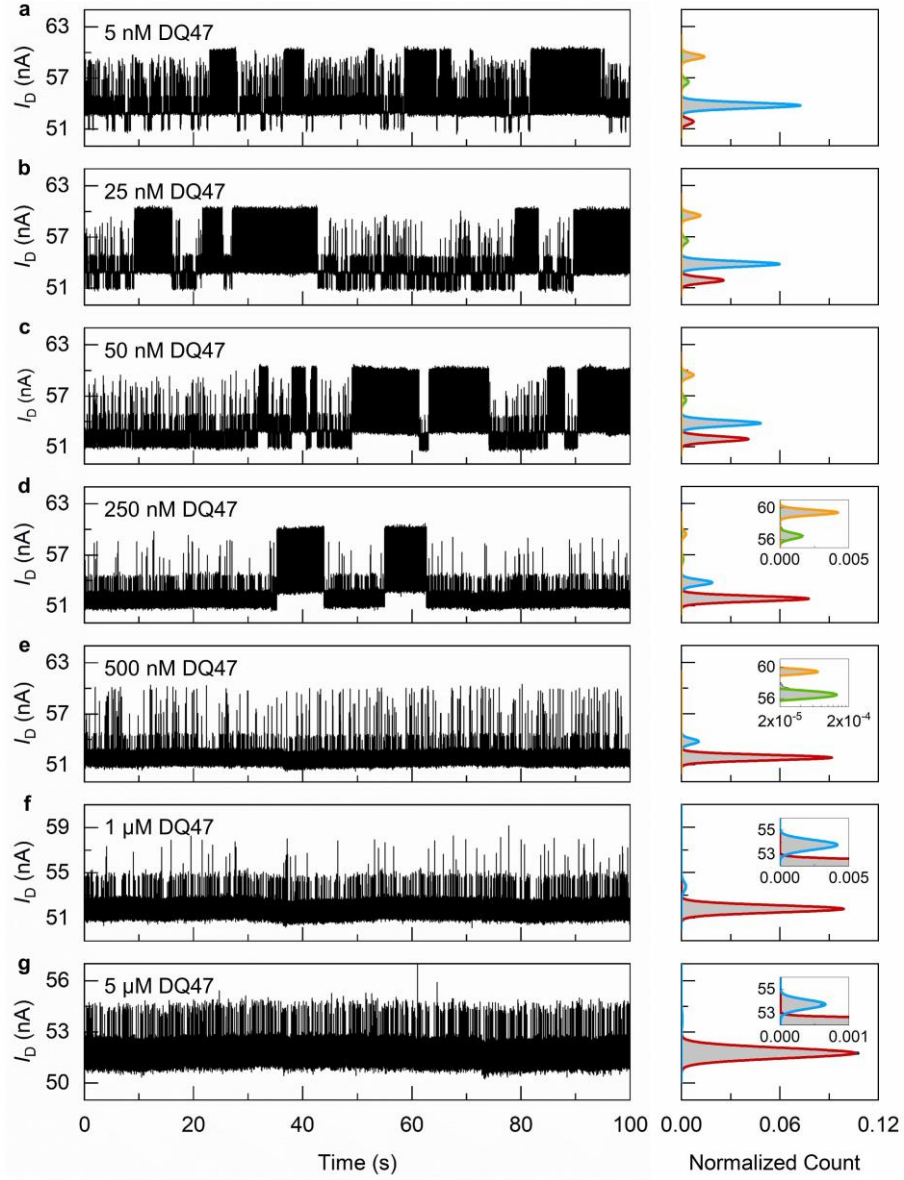 a
5 nM DQ47
63
57
51
I_D (nA)
b
25 nM DQ47
63
57
51
I_D (nA)
c
50 nM DQ47
63
57
51
I_D (nA)
d
250 nM DQ47
63
57
51
I_D (nA)
60
56
0.000 0.005
e
500 nM DQ47
63
57
51
I_D (nA)
60
56
2x10⁻⁵ 2x10⁻⁴
f
1 µM DQ47
59
55
51
I_D (nA)
55
53
0.000 0.005
g
5 µM DQ47
56
53
50
I_D (nA)
55
53
0.000 0.001
0 20 40 60 80 100 0.00 0.06 0.12
Time (s) Normalized Count